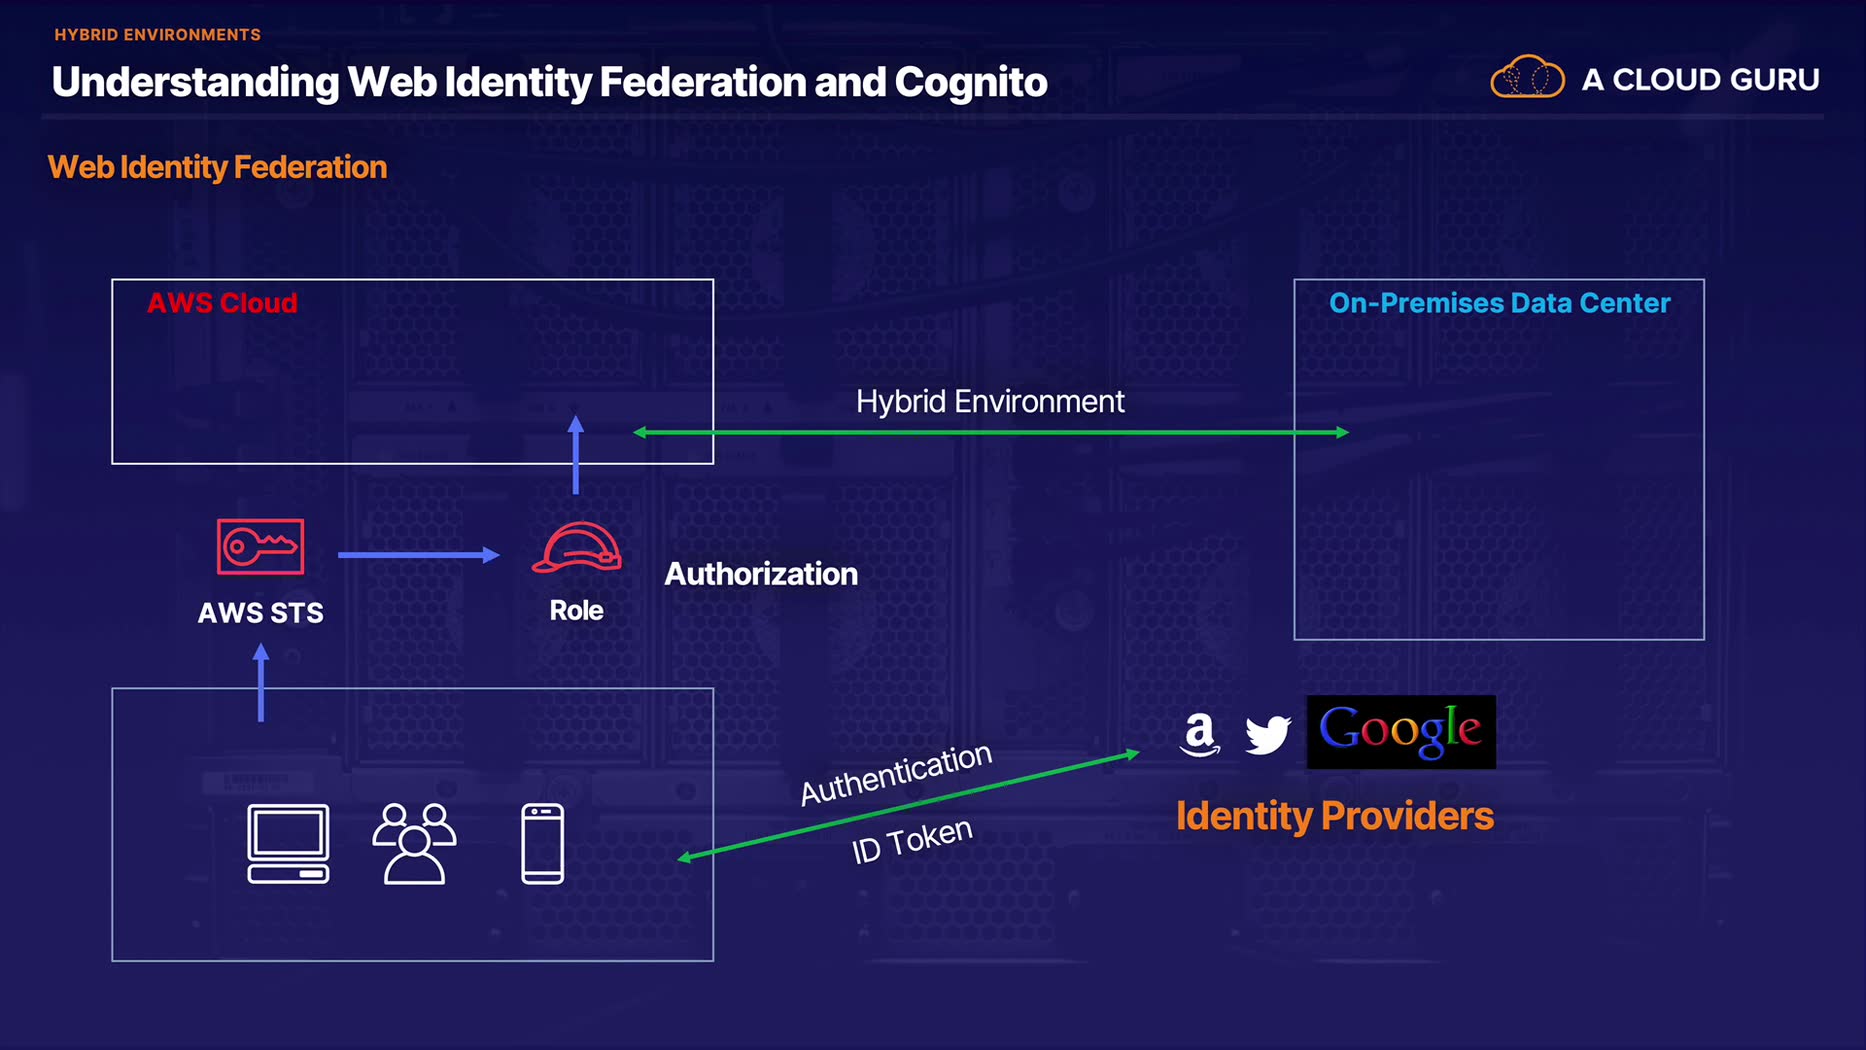 HYBRID ENVIRONMENTS
Understanding Web Identity Federation and Cognito
A CLOUD GURU
Web Identity Federation
AWS Cloud
On-Premises Data Center
Hybrid Environment
AWS STS
Role
Authorization
a
Google
Authentication
ID Token
Identity Providers